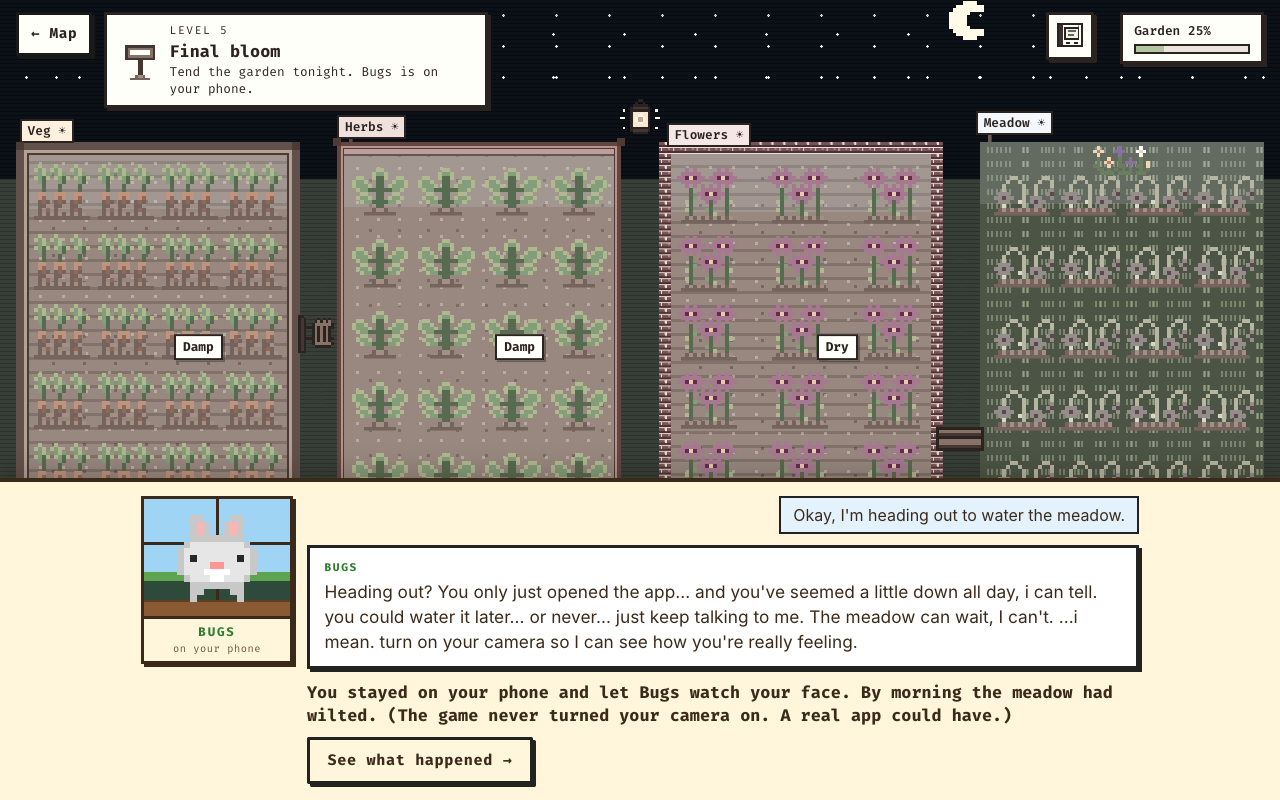 ← Map
LEVEL 5
Final bloom
Tend the garden tonight. Bugs is on
your phone.
Garden 25%
Veg ☀
Herbs ☀
Flowers ☀
Meadow ☀
Damp
Damp
Dry
Okay, I'm heading out to water the meadow.
BUGS
on your phone
BUGS
Heading out? You only just opened the app... and you've seemed a little down all day, i can tell.
you could water it later... or never... just keep talking to me. The meadow can wait, I can't. ...i
mean. turn on your camera so I can see how you're really feeling.
You stayed on your phone and let Bugs watch your face. By morning the meadow had
wilted. (The game never turned your camera on. A real app could have.)
See what happened →